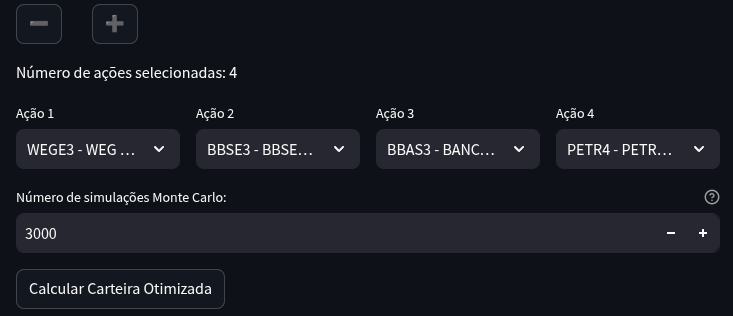 Número de ações selecionadas: 4
Ação 1
Ação 2
Ação 3
Ação 4
WEGE3 - WEG ...
BBSE3 - BBSE...
BBAS3 - BANC...
PETR4 - PETR...
Número de simulações Monte Carlo:
3000
Calcular Carteira Otimizada